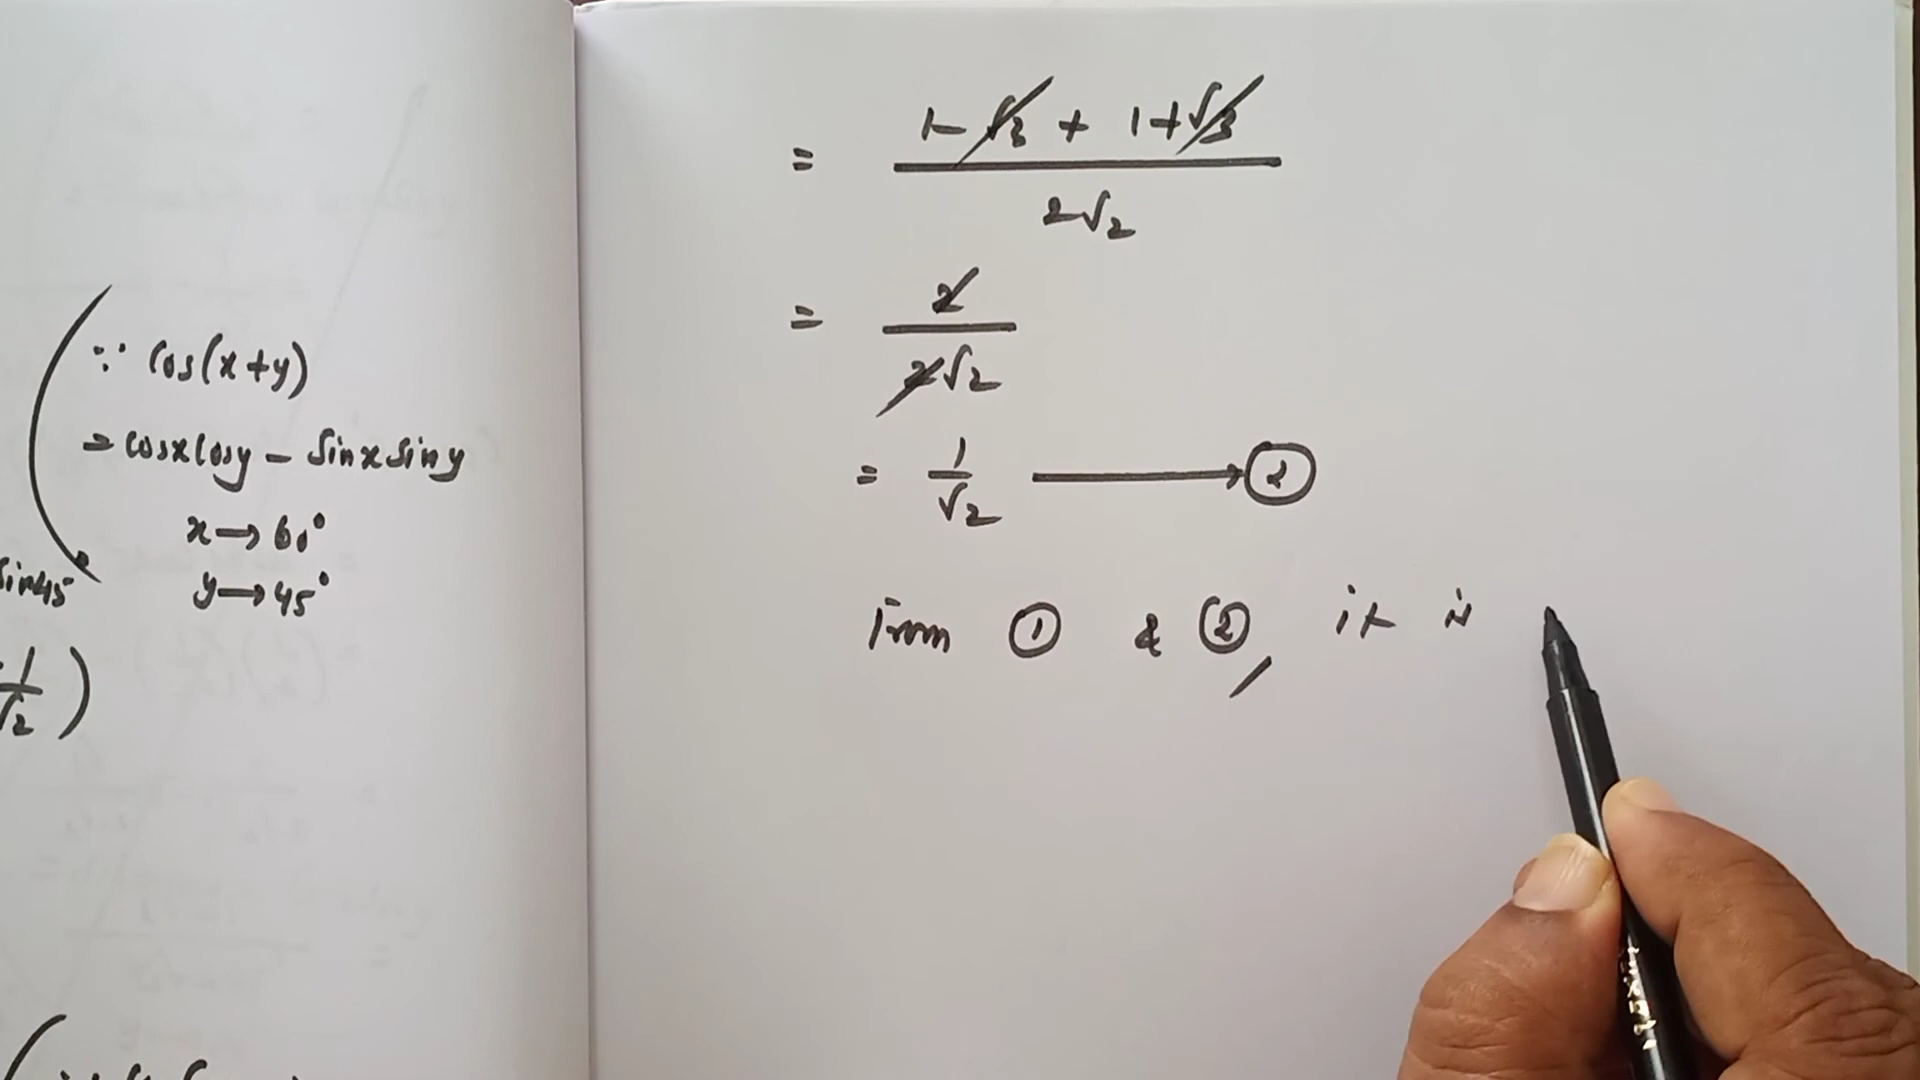 ∵ Cos(x+y)
= cosx cosy - Sinx Siny
x → 60°
y → 45°
Sin45°
1/√2 )
= (1-√3 + 1+√3)/(2√2)
= 2/(2√2)
= 1/√2 → ②
From ① & ②, it is